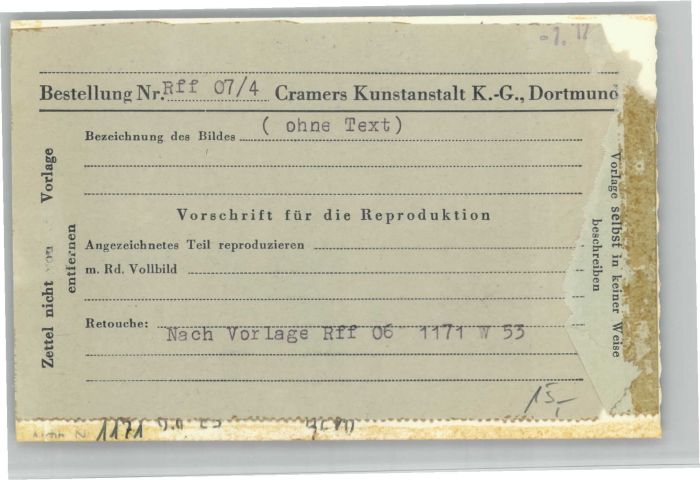 Bestellung Nr. Rff 07/4 Cramers Kunstanstalt K.-G., Dortmund
Bezeichnung des Bildes ( ohne Text)
Vorschrift für die Reproduktion
Angezeichnetes Teil reproduzieren
m. Rd. Vollbild
Retouche: Nach Vorlage Rff 06 1171 W 53
15,-
Zettel nicht von Vorlage
entfernen
Vorlage selbst in keiner Weise
beschreiben
1171